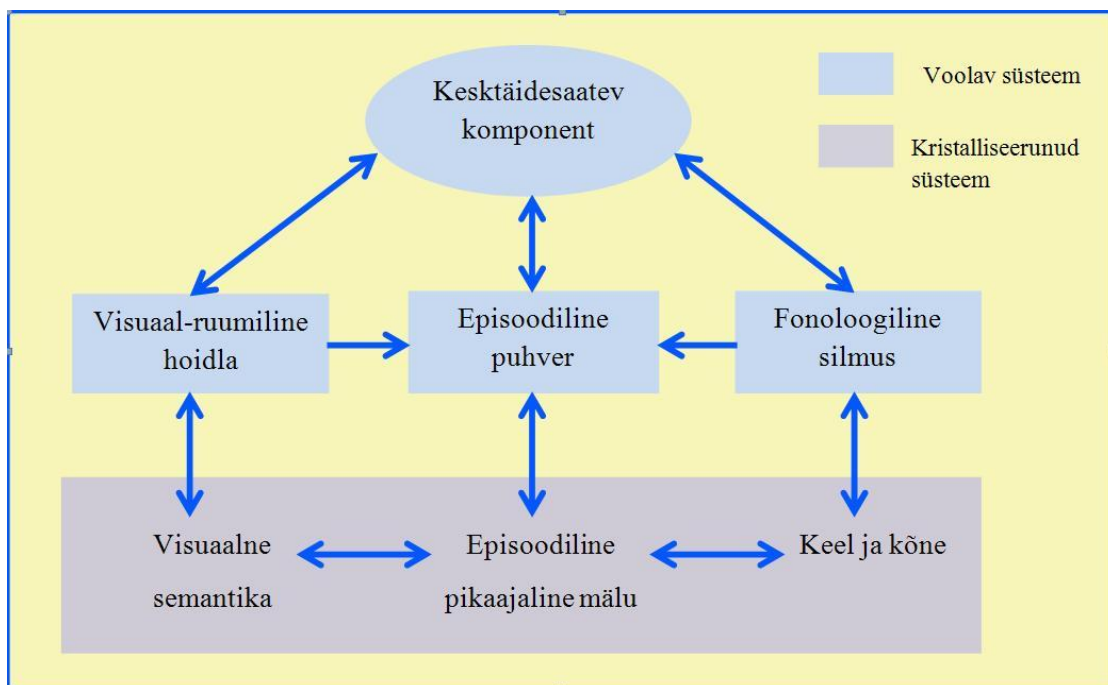 Kesktäidesaatev
komponent
Voolav süsteem
Kristalliseerunud
süsteem
Visuaal-ruumiline
hoidla
Episoodiline
puhver
Fonoloogiline
silmus
Visuaalne
semantika
Episoodiline
pikaajaline mälu
Keel ja kõne